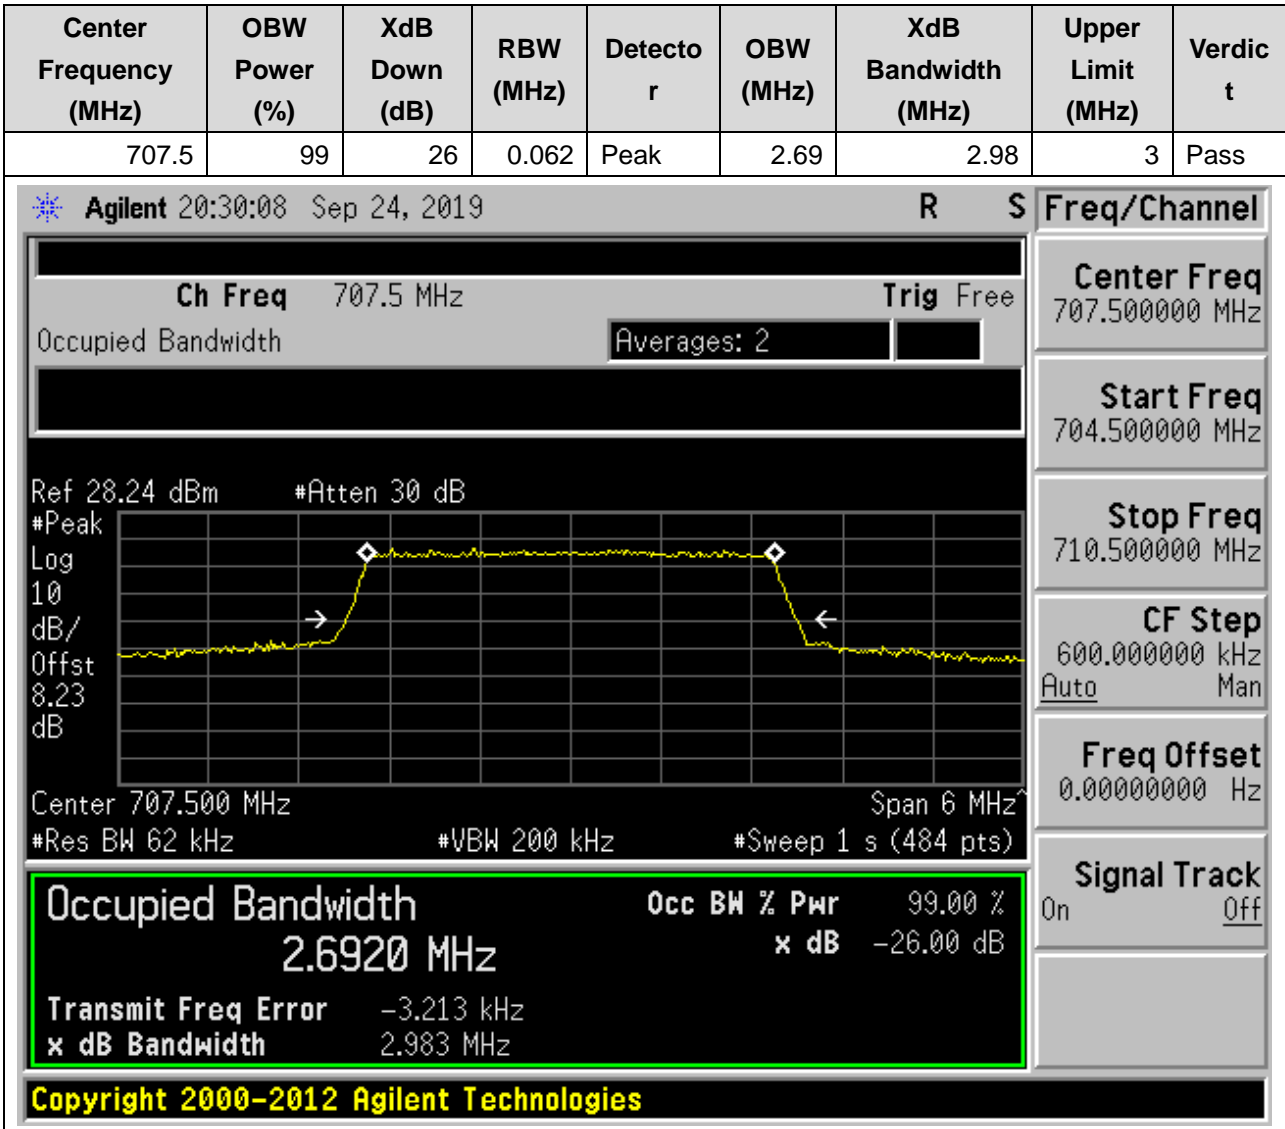 Center Frequency (MHz) OBW Power (%) XdB Down (dB) RBW (MHz) Detecto r OBW (MHz) XdB Bandwidth (MHz) Upper Limit (MHz) Verdic t
707.5 99 26 0.062 Peak 2.69 2.98 3 Pass
Agilent 20:30:08 Sep 24, 2019 R S
Ch Freq 707.5 MHz Trig Free
Occupied Bandwidth Averages: 2
Ref 28.24 dBm #Atten 30 dB
#Peak
Log
10
dB/
Offst
8.23
dB
Center 707.500 MHz Span 6 MHz^
#Res BW 62 kHz #VBW 200 kHz #Sweep 1 s (484 pts)
Occupied Bandwidth Occ BW % Pwr 99.00 %
2.6920 MHz x dB -26.00 dB
Transmit Freq Error -3.213 kHz
x dB Bandwidth 2.983 MHz
Copyright 2000-2012 Agilent Technologies
Freq/Channel
Center Freq
707.500000 MHz
Start Freq
704.500000 MHz
Stop Freq
710.500000 MHz
CF Step
600.000000 kHz
Auto Man
Freq Offset
0.00000000 Hz
Signal Track
On Off